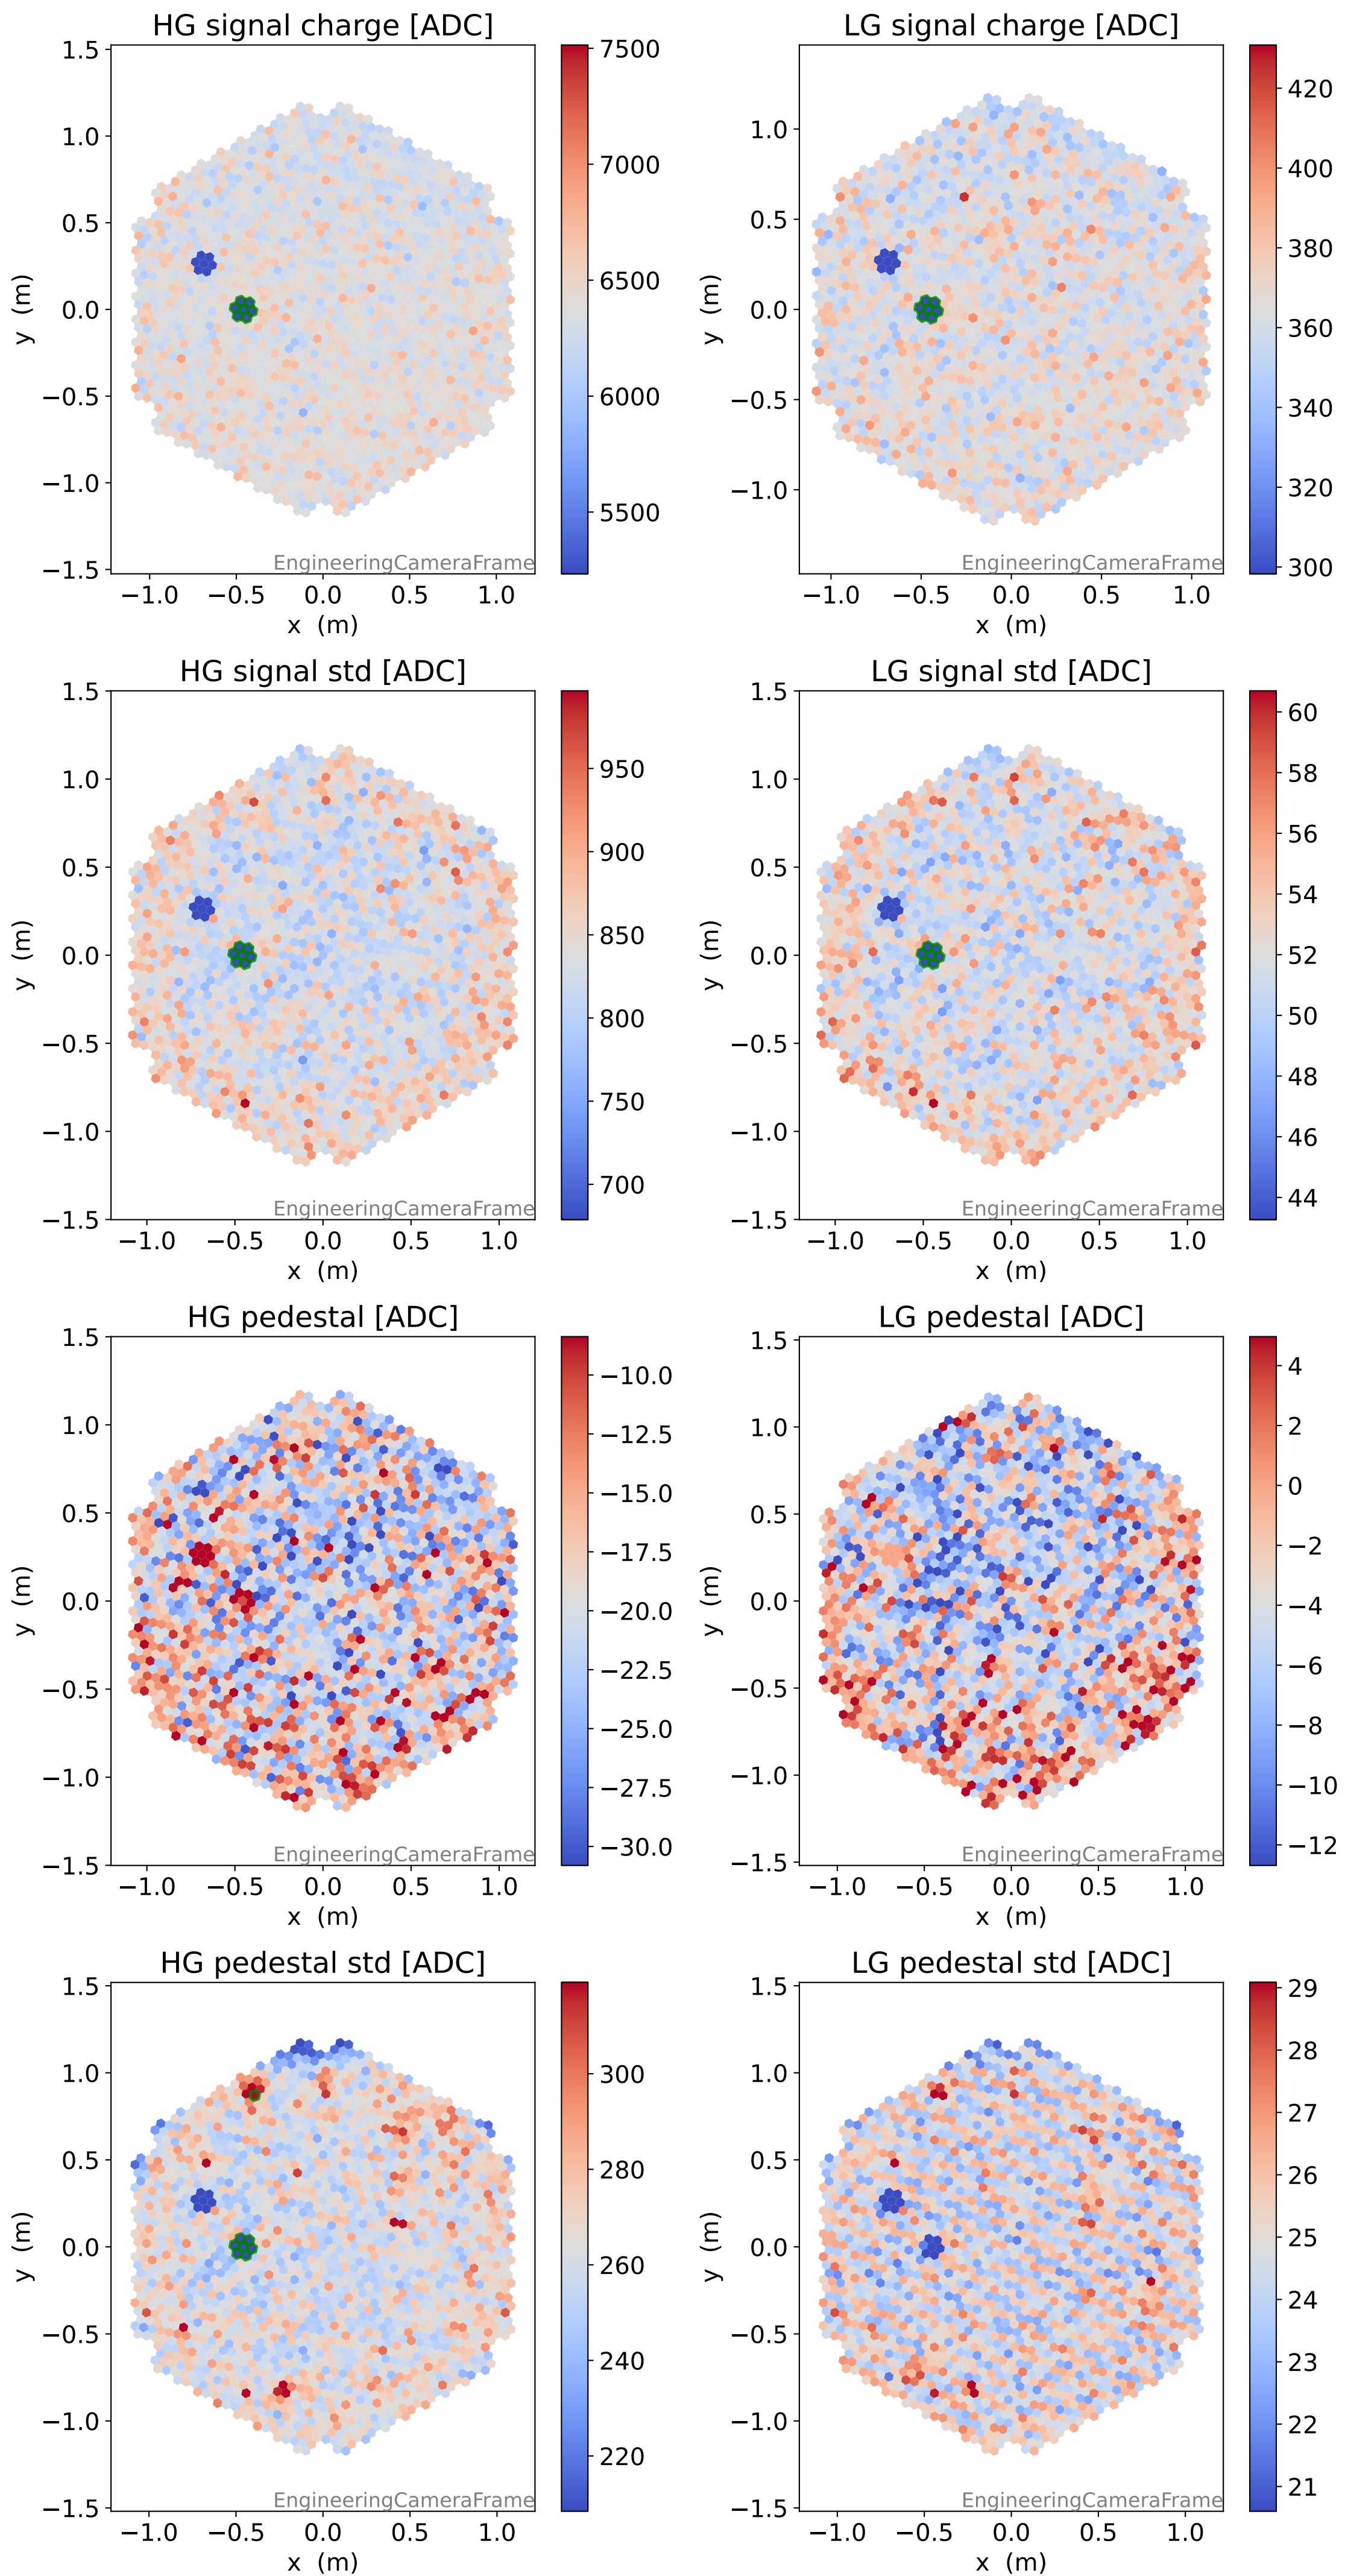 HG signal charge [ADC]
1.5
1.0
0.5
0.0
−0.5
−1.0
−1.5
y (m)
−1.0 −0.5 0.0 0.5 1.0
x (m)
EngineeringCameraFrame
7500
7000
6500
6000
5500
LG signal charge [ADC]
1.0
0.5
0.0
−0.5
−1.0
y (m)
−1.0 −0.5 0.0 0.5 1.0
x (m)
EngineeringCameraFrame
420
400
380
360
340
320
300
HG signal std [ADC]
1.5
1.0
0.5
0.0
−0.5
−1.0
−1.5
y (m)
−1.0 −0.5 0.0 0.5 1.0
x (m)
EngineeringCameraFrame
950
900
850
800
750
700
LG signal std [ADC]
1.5
1.0
0.5
0.0
−0.5
−1.0
−1.5
y (m)
−1.0 −0.5 0.0 0.5 1.0
x (m)
EngineeringCameraFrame
60
58
56
54
52
50
48
46
44
HG pedestal [ADC]
1.5
1.0
0.5
0.0
−0.5
−1.0
−1.5
y (m)
−1.0 −0.5 0.0 0.5 1.0
x (m)
EngineeringCameraFrame
−10.0
−12.5
−15.0
−17.5
−20.0
−22.5
−25.0
−27.5
−30.0
LG pedestal [ADC]
1.5
1.0
0.5
0.0
−0.5
−1.0
−1.5
y (m)
−1.0 −0.5 0.0 0.5 1.0
x (m)
EngineeringCameraFrame
4
2
0
−2
−4
−6
−8
−10
−12
HG pedestal std [ADC]
1.5
1.0
0.5
0.0
−0.5
−1.0
−1.5
y (m)
−1.0 −0.5 0.0 0.5 1.0
x (m)
EngineeringCameraFrame
300
280
260
240
220
LG pedestal std [ADC]
1.5
1.0
0.5
0.0
−0.5
−1.0
−1.5
y (m)
−1.0 −0.5 0.0 0.5 1.0
x (m)
EngineeringCameraFrame
29
28
27
26
25
24
23
22
21